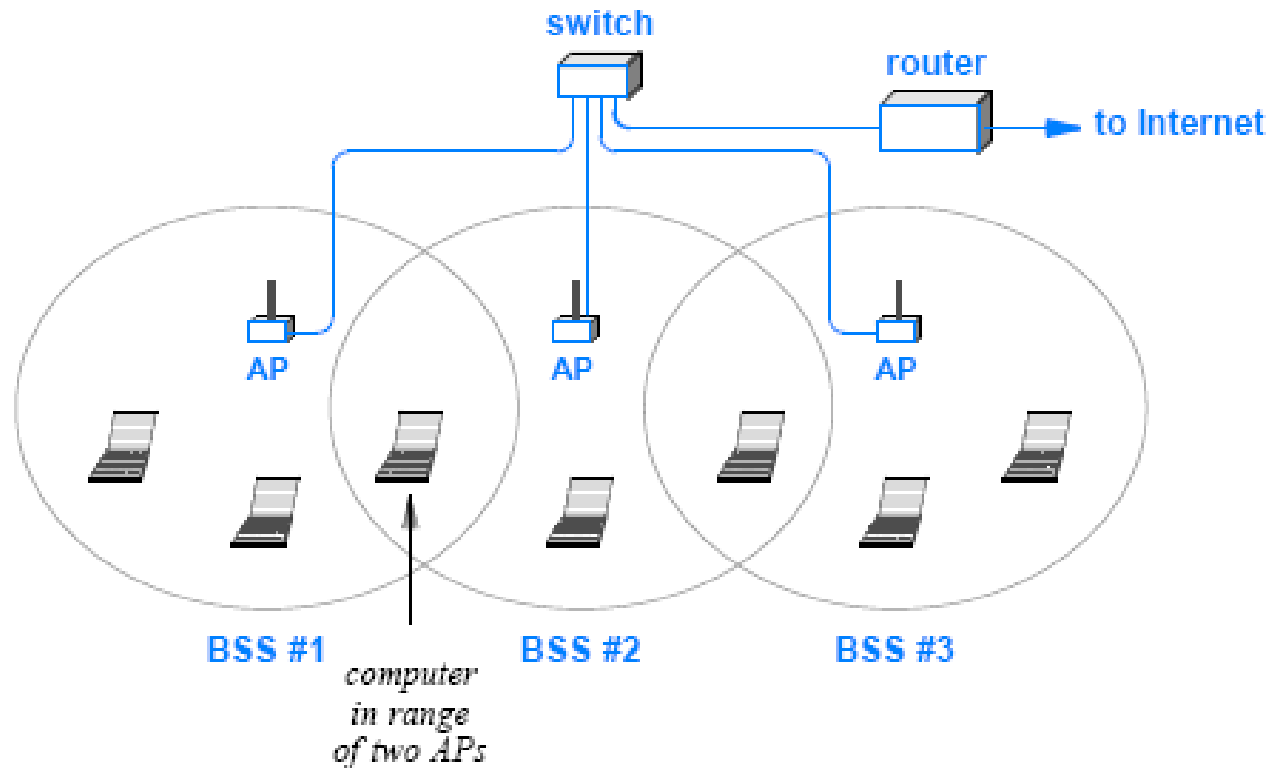 switch
router
to Internet
AP
AP
AP
BSS #1
BSS #2
BSS #3
computer
in range
of two APs